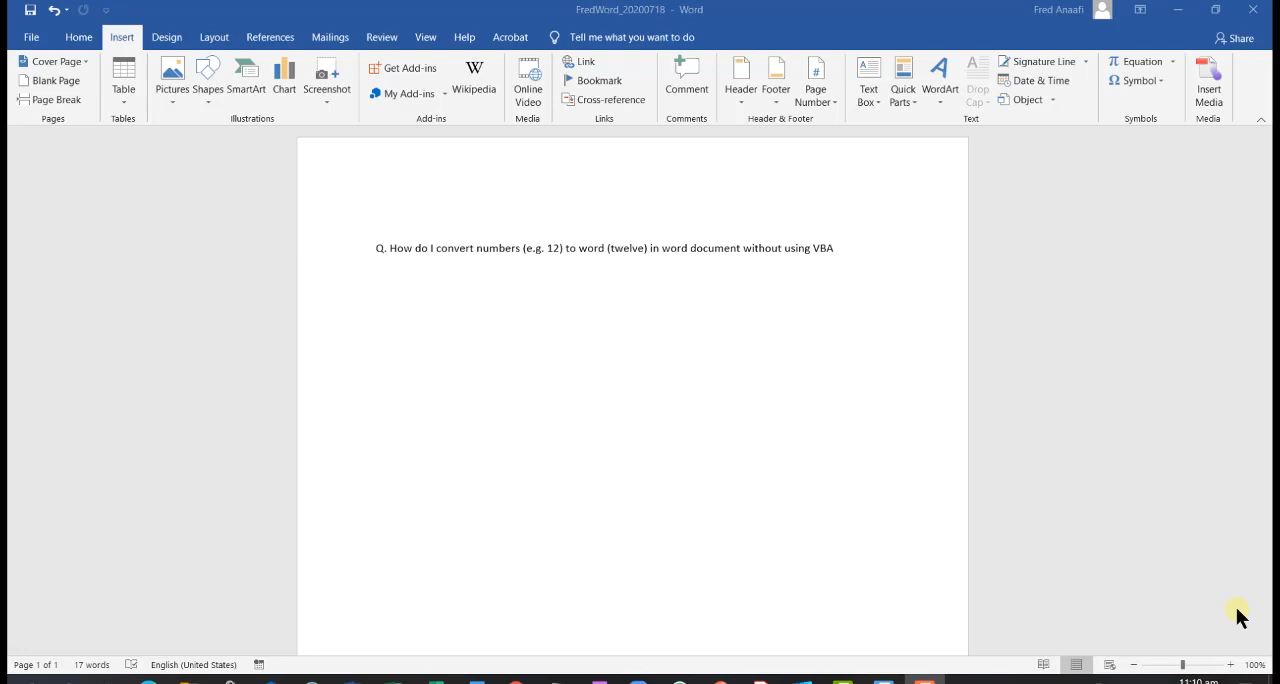 FredWord_20200718 - Word
Fred Anaafi
File Home Insert Design Layout References Mailings Review View Help Acrobat Tell me what you want to do Share
Cover Page
Blank Page
Page Break
Pages
Table
Tables
Pictures Shapes SmartArt Chart Screenshot
Illustrations
Get Add-ins
My Add-ins
Wikipedia
Add-ins
Online
Video
Media
Link
Bookmark
Cross-reference
Links
Comment
Comments
Header Footer Page
Number
Header & Footer
Text
Box
Quick
Parts
WordArt
Drop
Cap
Signature Line
Date & Time
Object
Text
π Equation
Ω Symbol
Symbols
Insert
Media
Media
Q. How do I convert numbers (e.g. 12) to word (twelve) in word document without using VBA
Page 1 of 1 17 words English (United States) 100%
11:10 am